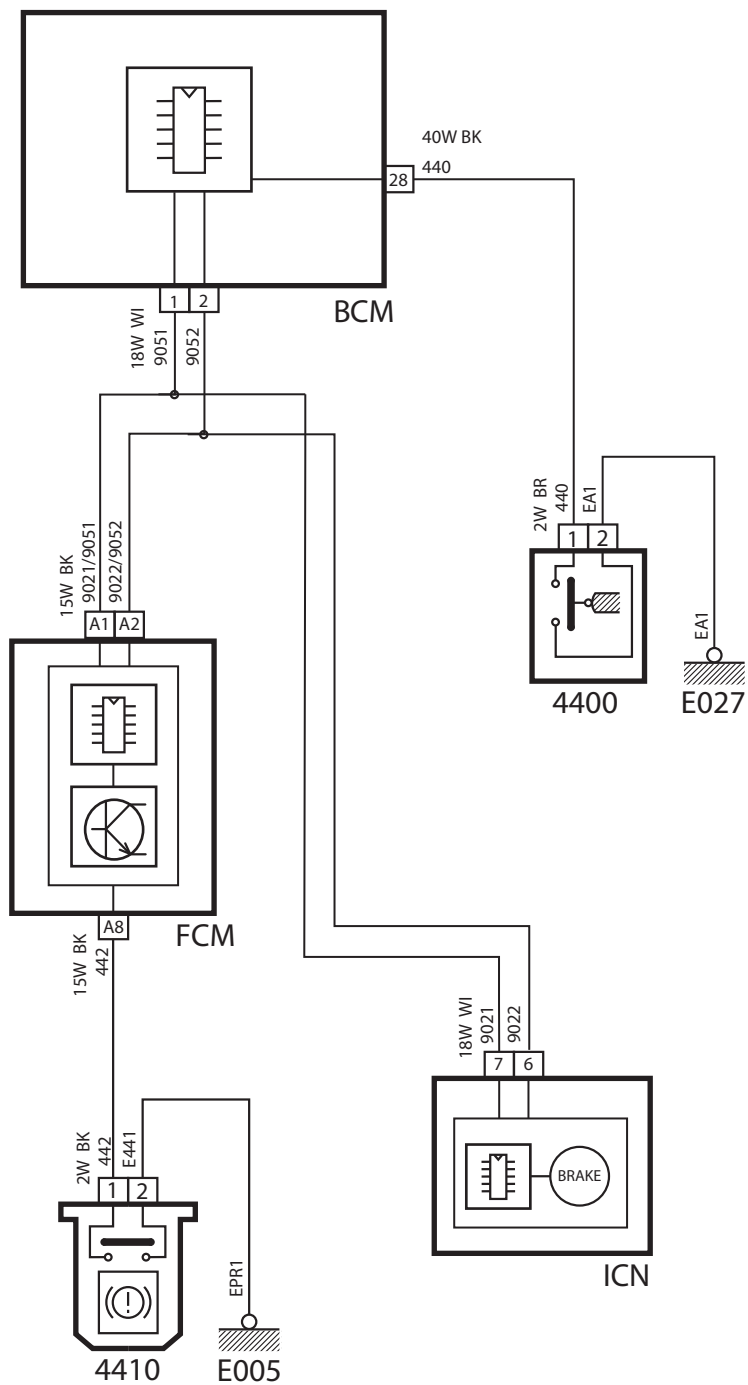 40W BK
440
28
1 2
BCM
18W WI
9051
9052
15W BK
9021/9051
9022/9052
A1 A2
2W BR
440
EA1
1 2
EA1
4400
E027
A8
FCM
15W BK
442
18W WI
9021
9022
7 6
BRAKE
ICN
2W BK
442
E441
1 2
!
EPR1
4410
E005